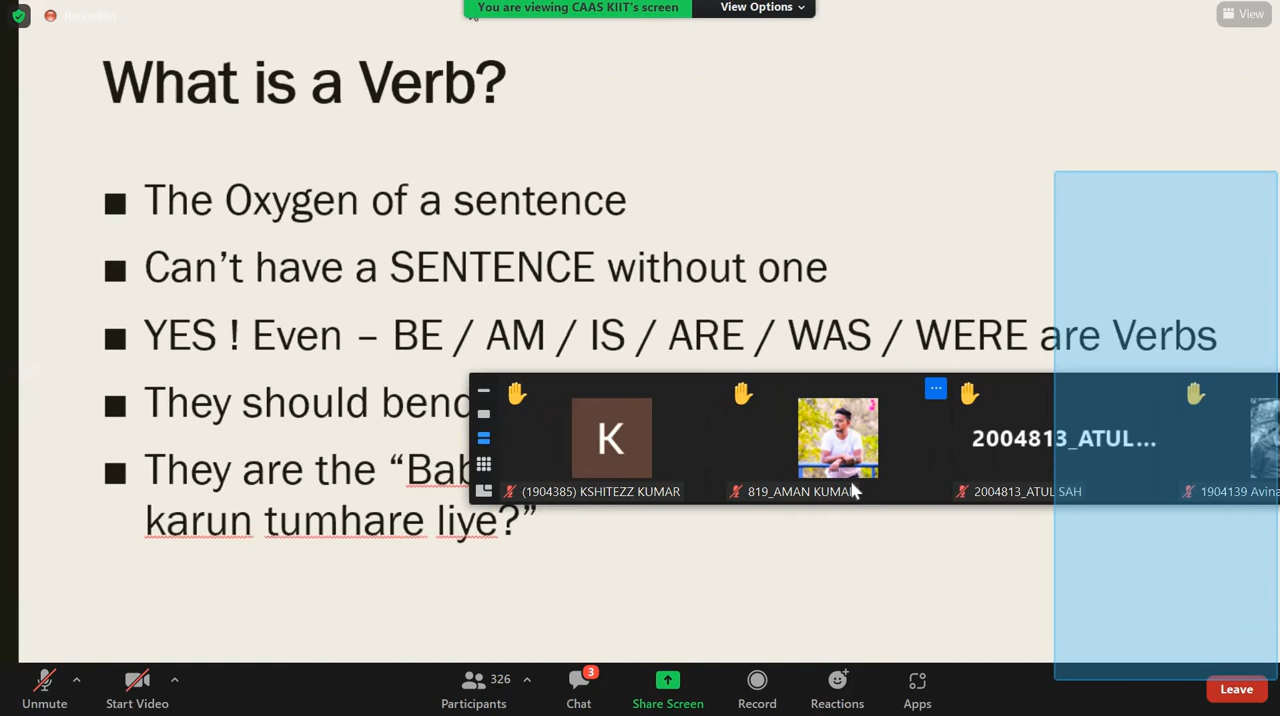 Recording
You are viewing CAAS KIIT's screen
View Options
View
What is a Verb?
■ The Oxygen of a sentence
■ Can't have a SENTENCE without one
■ YES ! Even – BE / AM / IS / ARE / WAS / WERE are Verbs
■ They should bend
■ They are the “Bab
karun tumhare liye?”
K
2004813_ATUL...
(1904385) KSHITEZZ KUMAR
819_AMAN KUMA
2004813_ATUL SAH
1904139 Avina
Unmute
Start Video
326
Participants
3
Chat
Share Screen
Record
Reactions
Apps
Leave